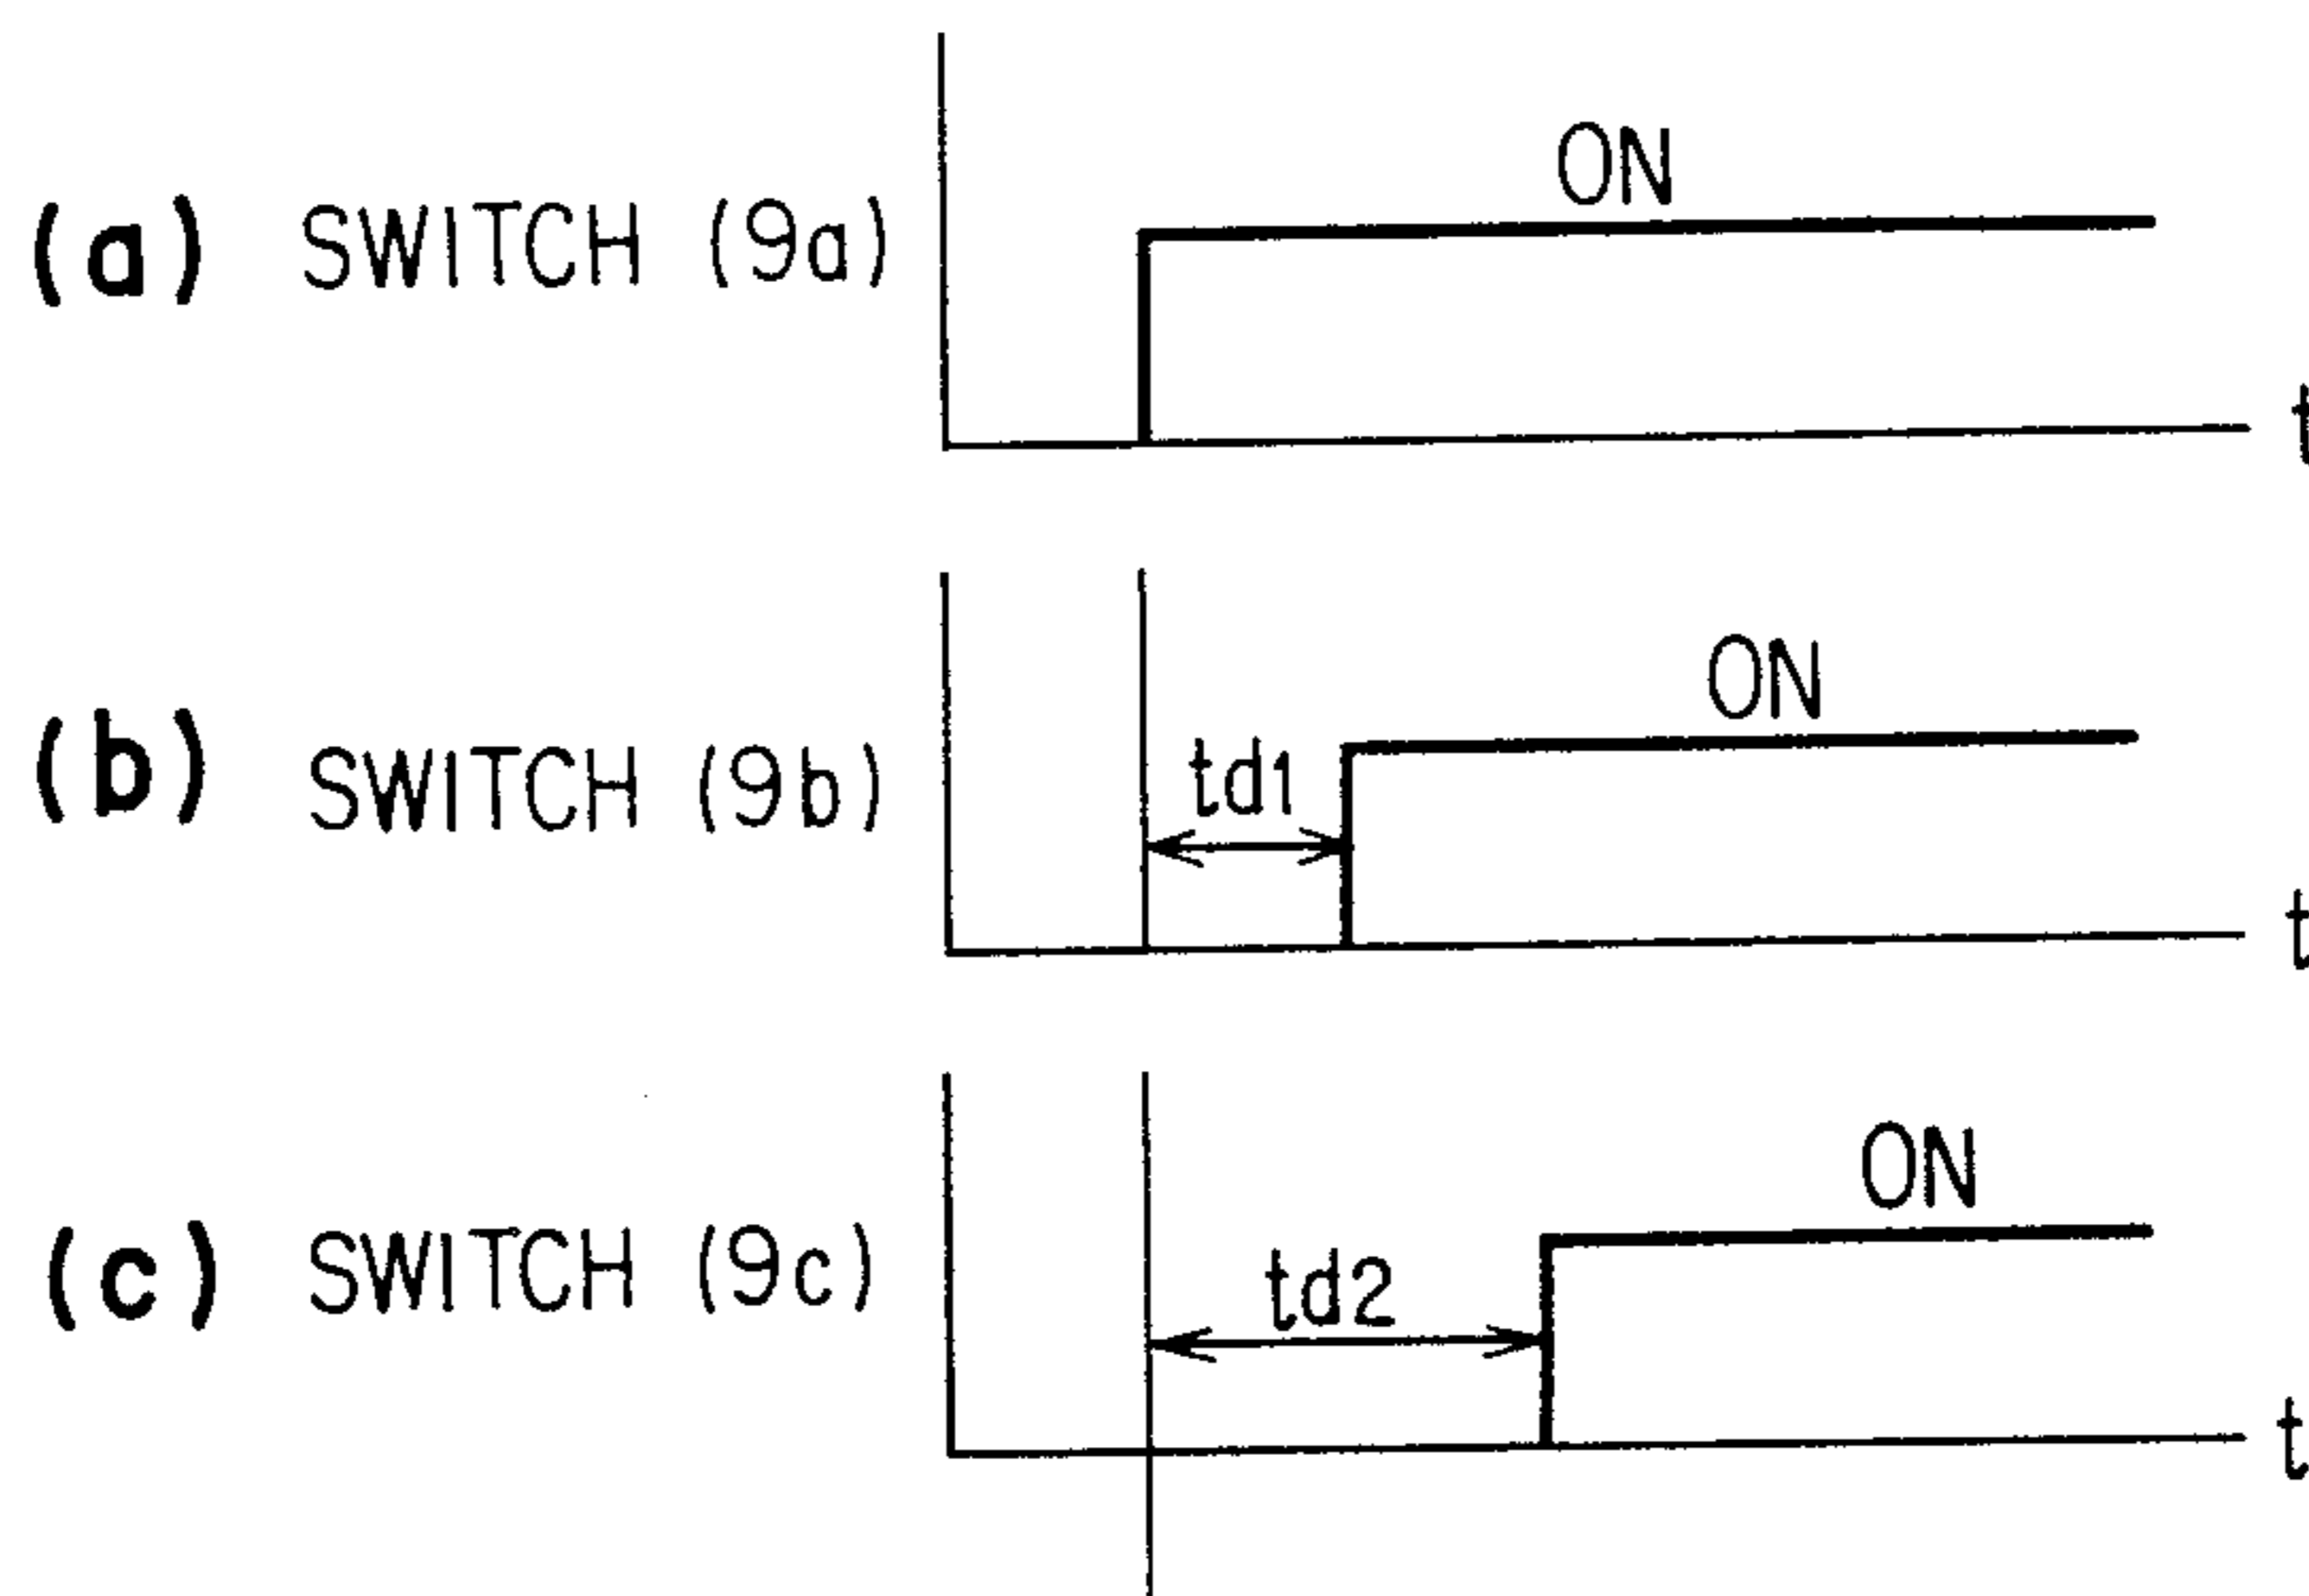 ON
(a) SWITCH (9a)
t
ON
(b) SWITCH (9b)
td1
t
ON
(c) SWITCH (9c)
td2
t